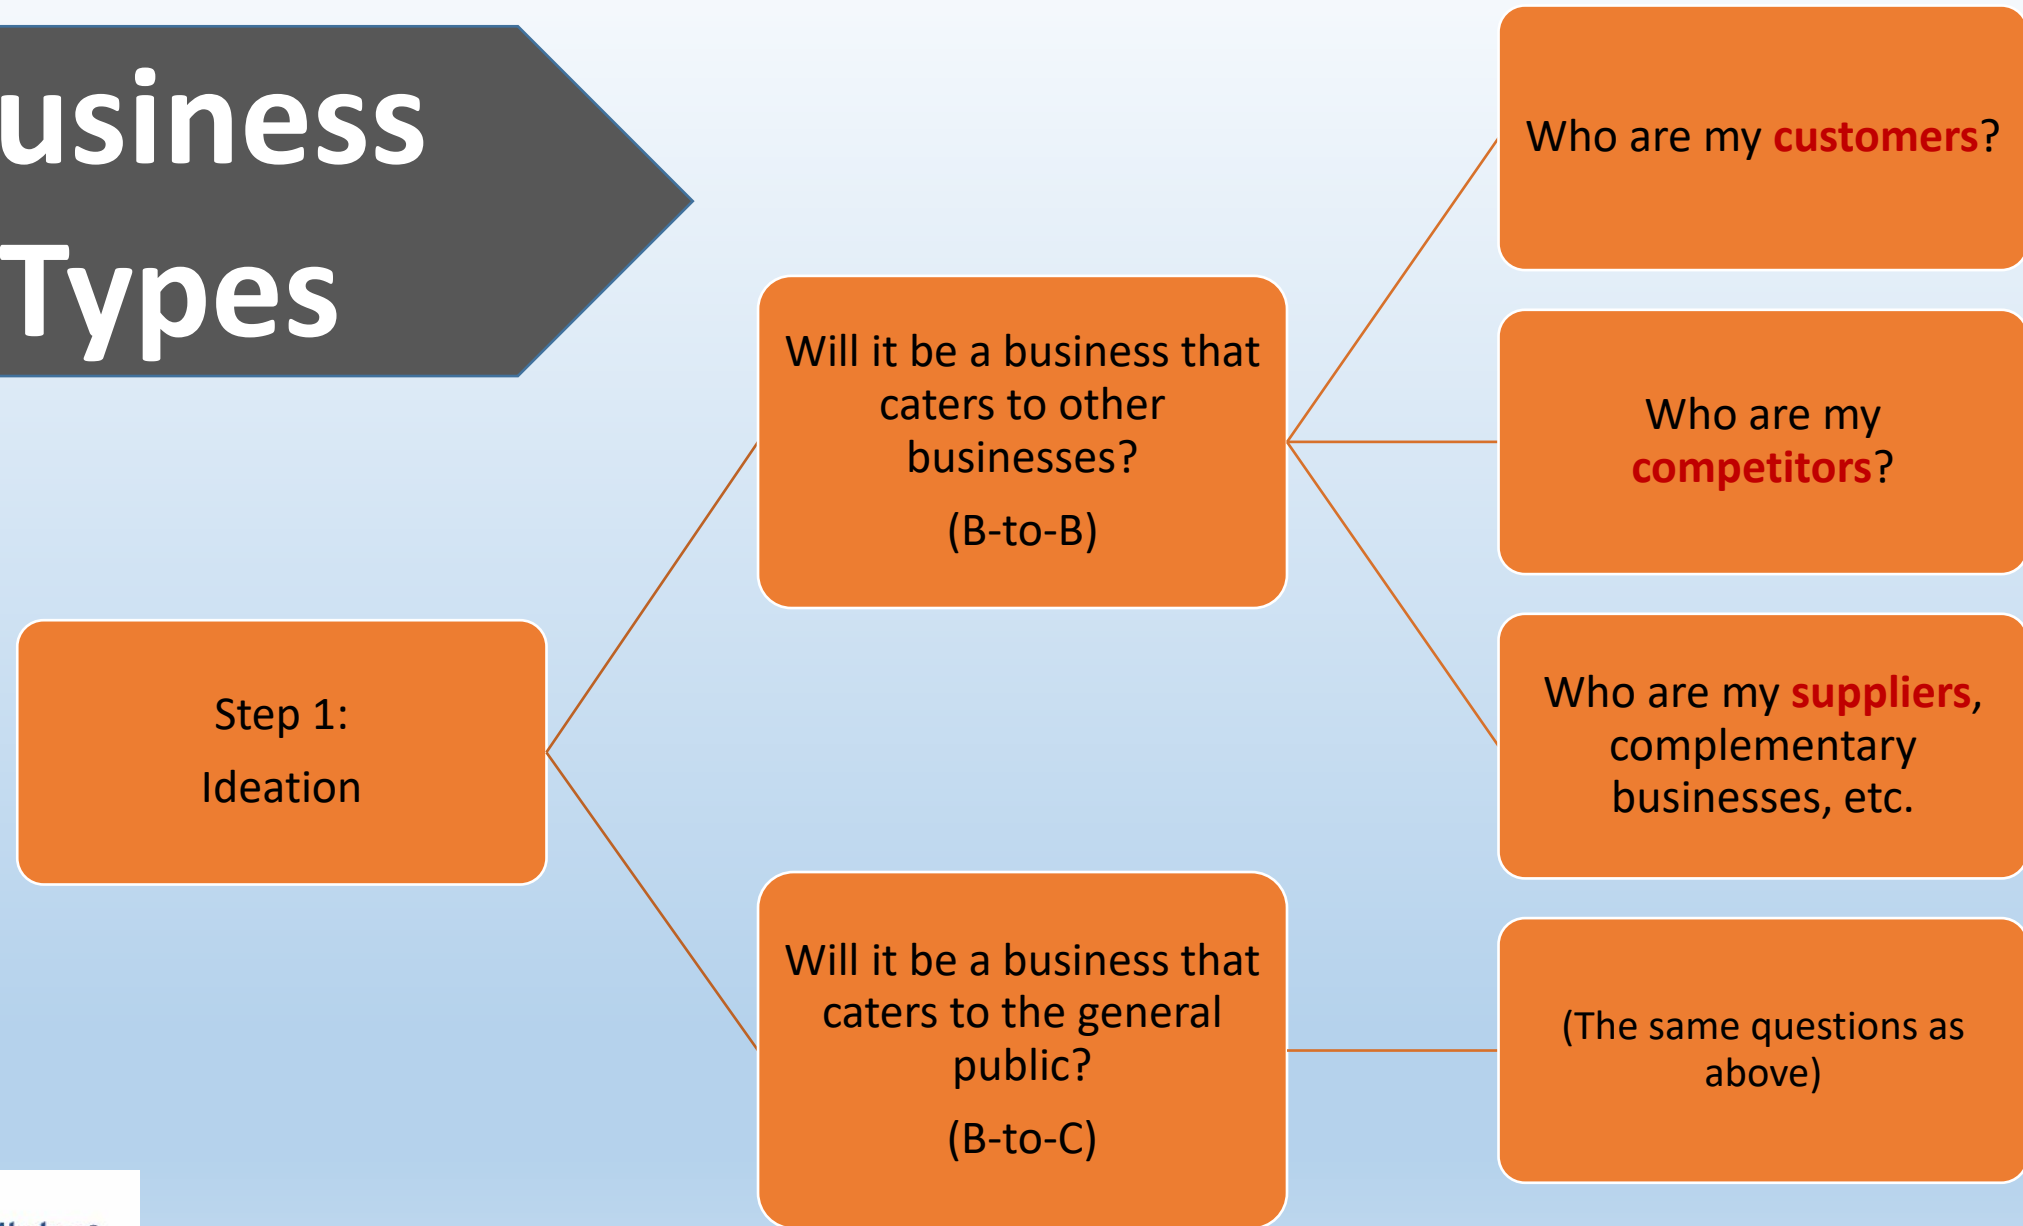 usiness
Types
Step 1:
Ideation
Will it be a business that
caters to other
businesses?
(B-to-B)
Will it be a business that
caters to the general
public?
(B-to-C)
Who are my customers?
Who are my
competitors?
Who are my suppliers,
complementary
businesses, etc.
(The same questions as
above)